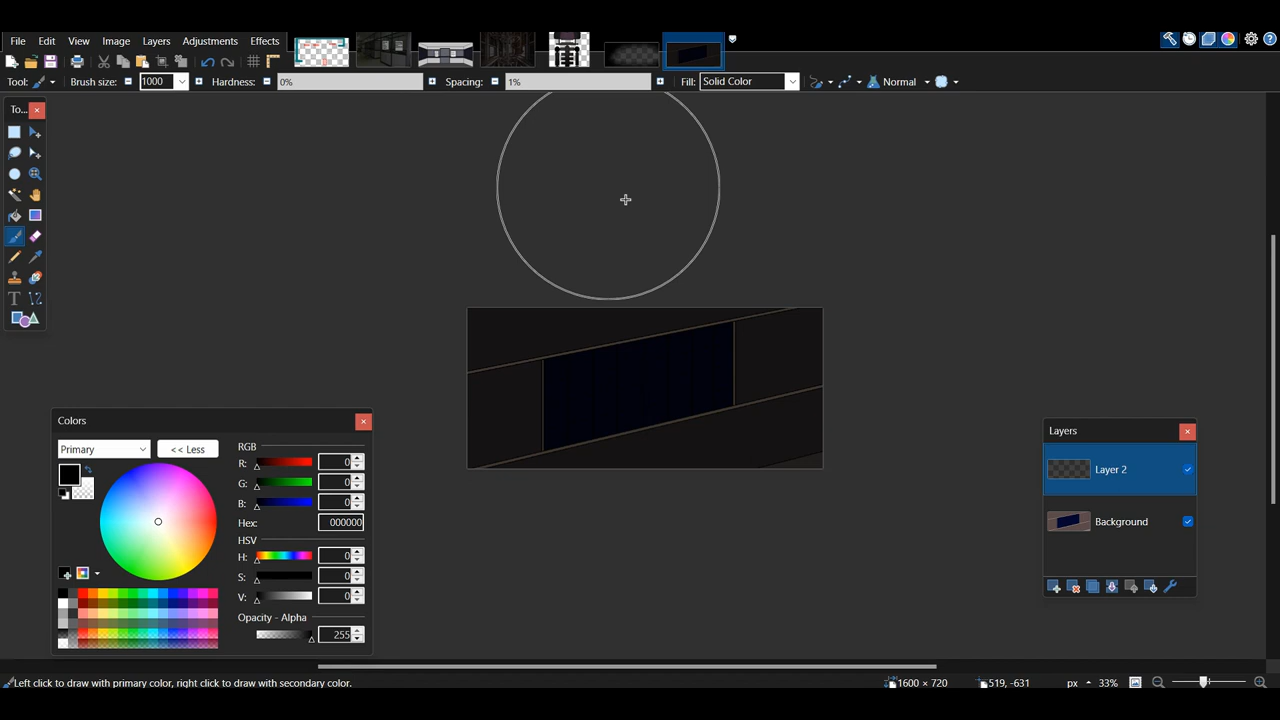 File Edit View Image Layers Adjustments Effects
Tool: Brush size: 1000 Hardness: 0% Spacing: 1% Fill: Solid Color Normal
To...
Colors
Primary << Less
RGB
R: 0
G: 0
B: 0
Hex: 000000
HSV
H: 0
S: 0
V: 0
Opacity - Alpha
255
Layers
Layer 2
Background
Left click to draw with primary color, right click to draw with secondary color. 1600 × 720 519, -631 px 33%